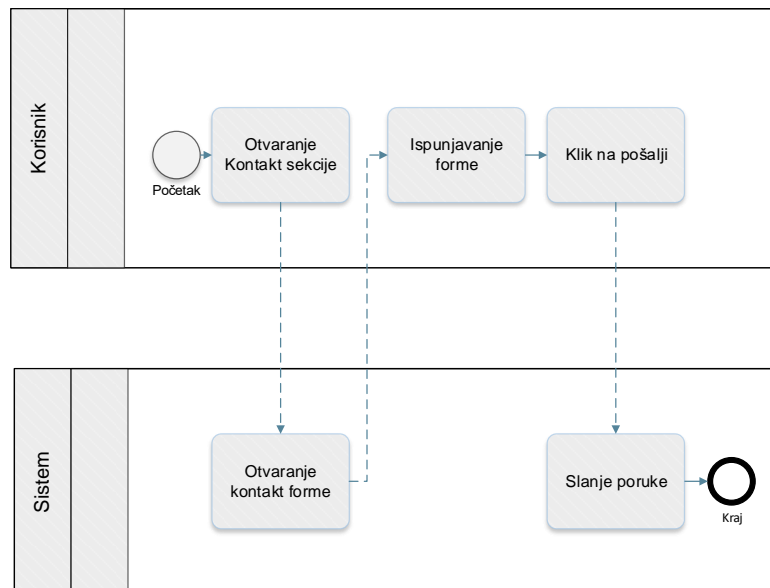 Korisnik
Početak
Otvaranje
Kontakt sekcije
Ispunjavanje
forme
Klik na pošalji
Sistem
Otvaranje
kontakt forme
Slanje poruke
Kraj